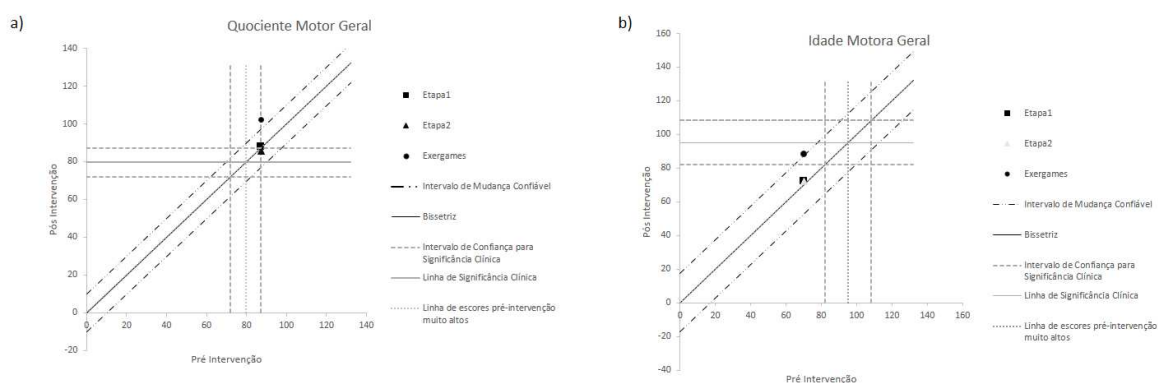 a)
Quociente Motor Geral
140
120
100
80
60
40
20
0
-20
0 20 40 60 80 100 120 140
Pós Intervenção
Pré Intervenção
Etapa1
Etapa2
Exergames
Intervalo de Mudança Confiável
Bissetriz
Intervalo de Confiança para
Significância Clínica
Linha de Significância Clínica
Linha de escores pré-intervenção
muito altos
b)
Idade Motora Geral
160
140
120
100
80
60
40
20
0
-20
-40
0 20 40 60 80 100 120 140 160
Pós Intervenção
Pré Intervenção
Etapa1
Etapa2
Exergames
Intervalo de Mudança Confiável
Bissetriz
Intervalo de Confiança para
Significância Clínica
Linha de Significância Clínica
Linha de escores pré-intervenção
muito altos